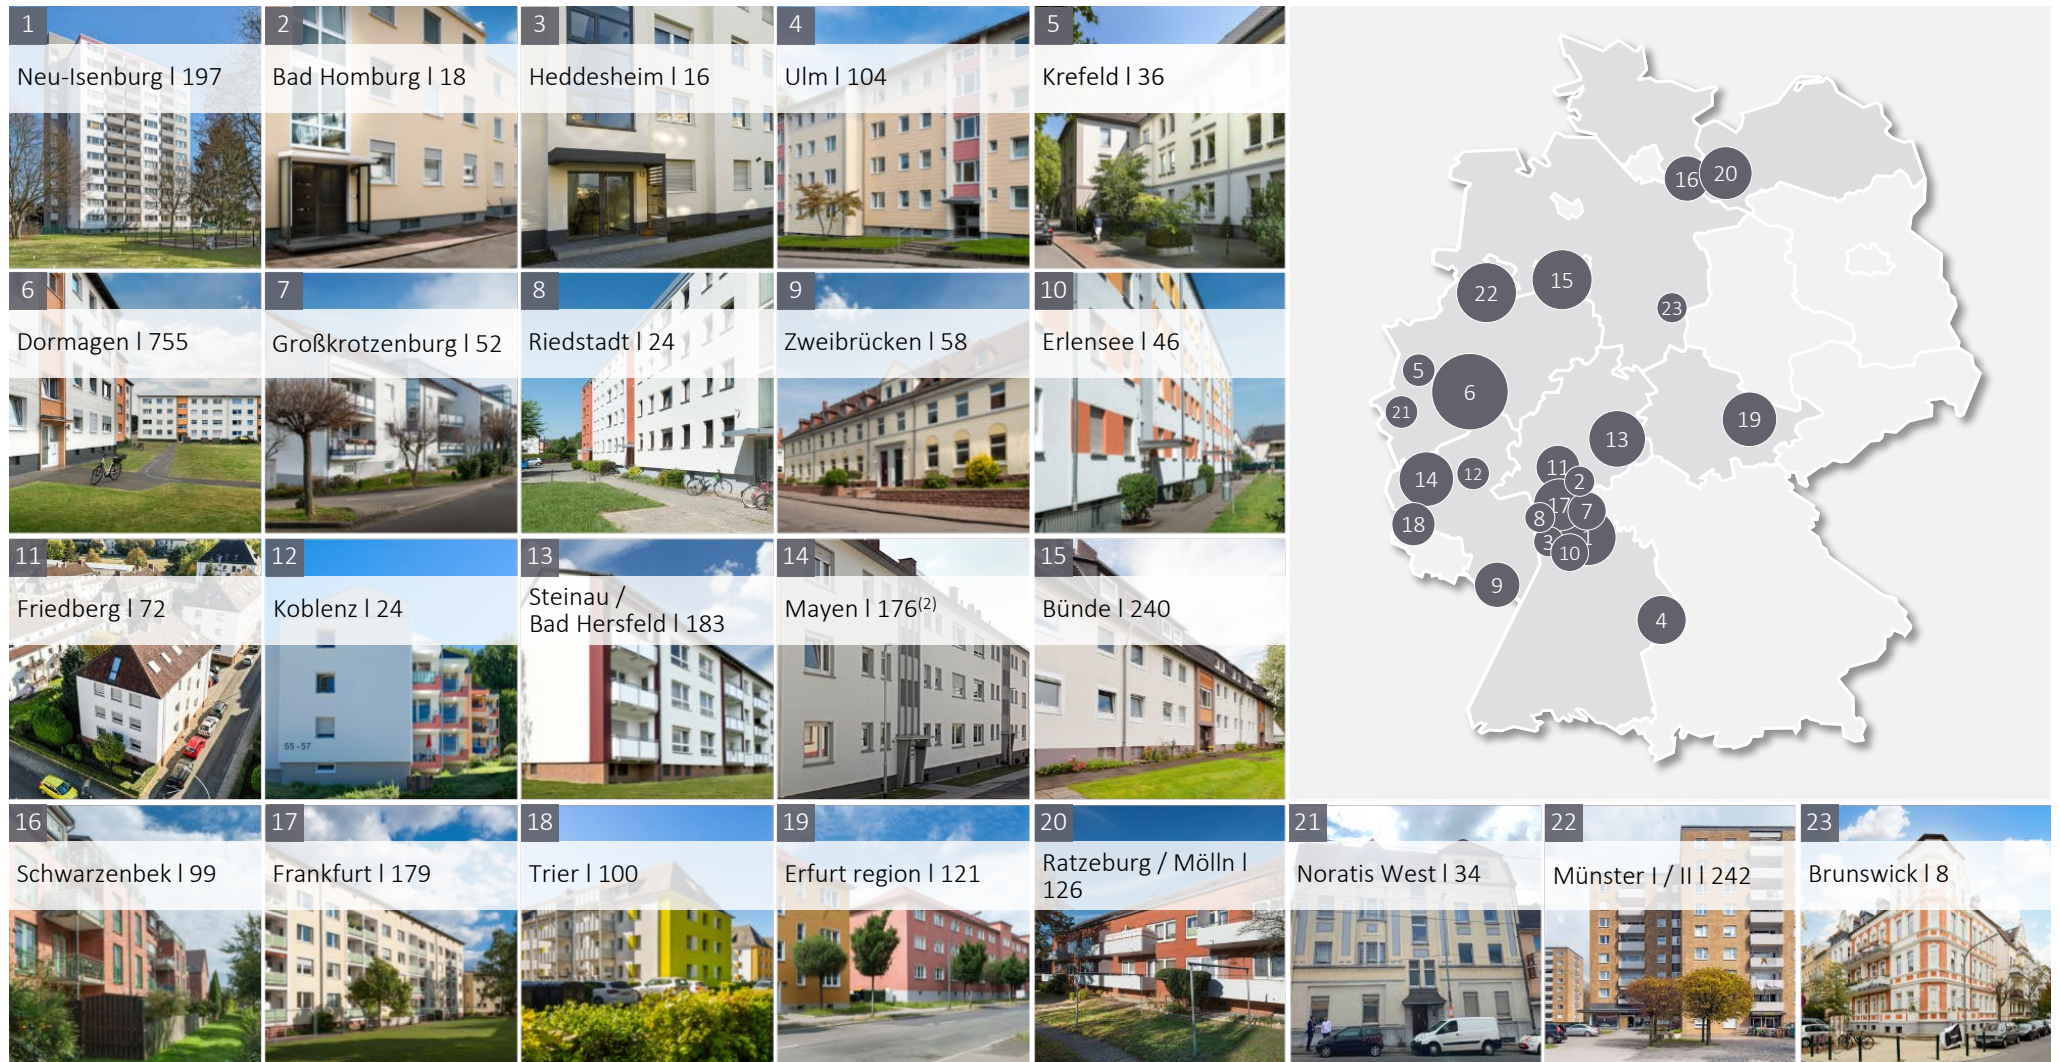 1
Neu-Isenburg l 197
2
Bad Homburg l 18
3
Heddesheim l 16
4
Ulm l 104
5
Krefeld l 36
6
Dormagen l 755
7
Großkrotzenburg l 52
8
Riedstadt l 24
9
Zweibrücken l 58
10
Erlensee l 46
11
Friedberg l 72
12
Koblenz l 24
55-57
13
Steinau /
Bad Hersfeld l 183
14
Mayen l 176(2)
15
Bünde l 240
16
Schwarzenbek l 99
17
Frankfurt l 179
18
Trier l 100
19
Erfurt region l 121
20
Ratzeburg / Mölln l
126
21
Noratis West l 34
22
Münster I / II l 242
23
Brunswick l 8
16
20
15
22
23
5
6
21
19
13
11
12
2
14
17
7
8
18
3
1
10
9
4